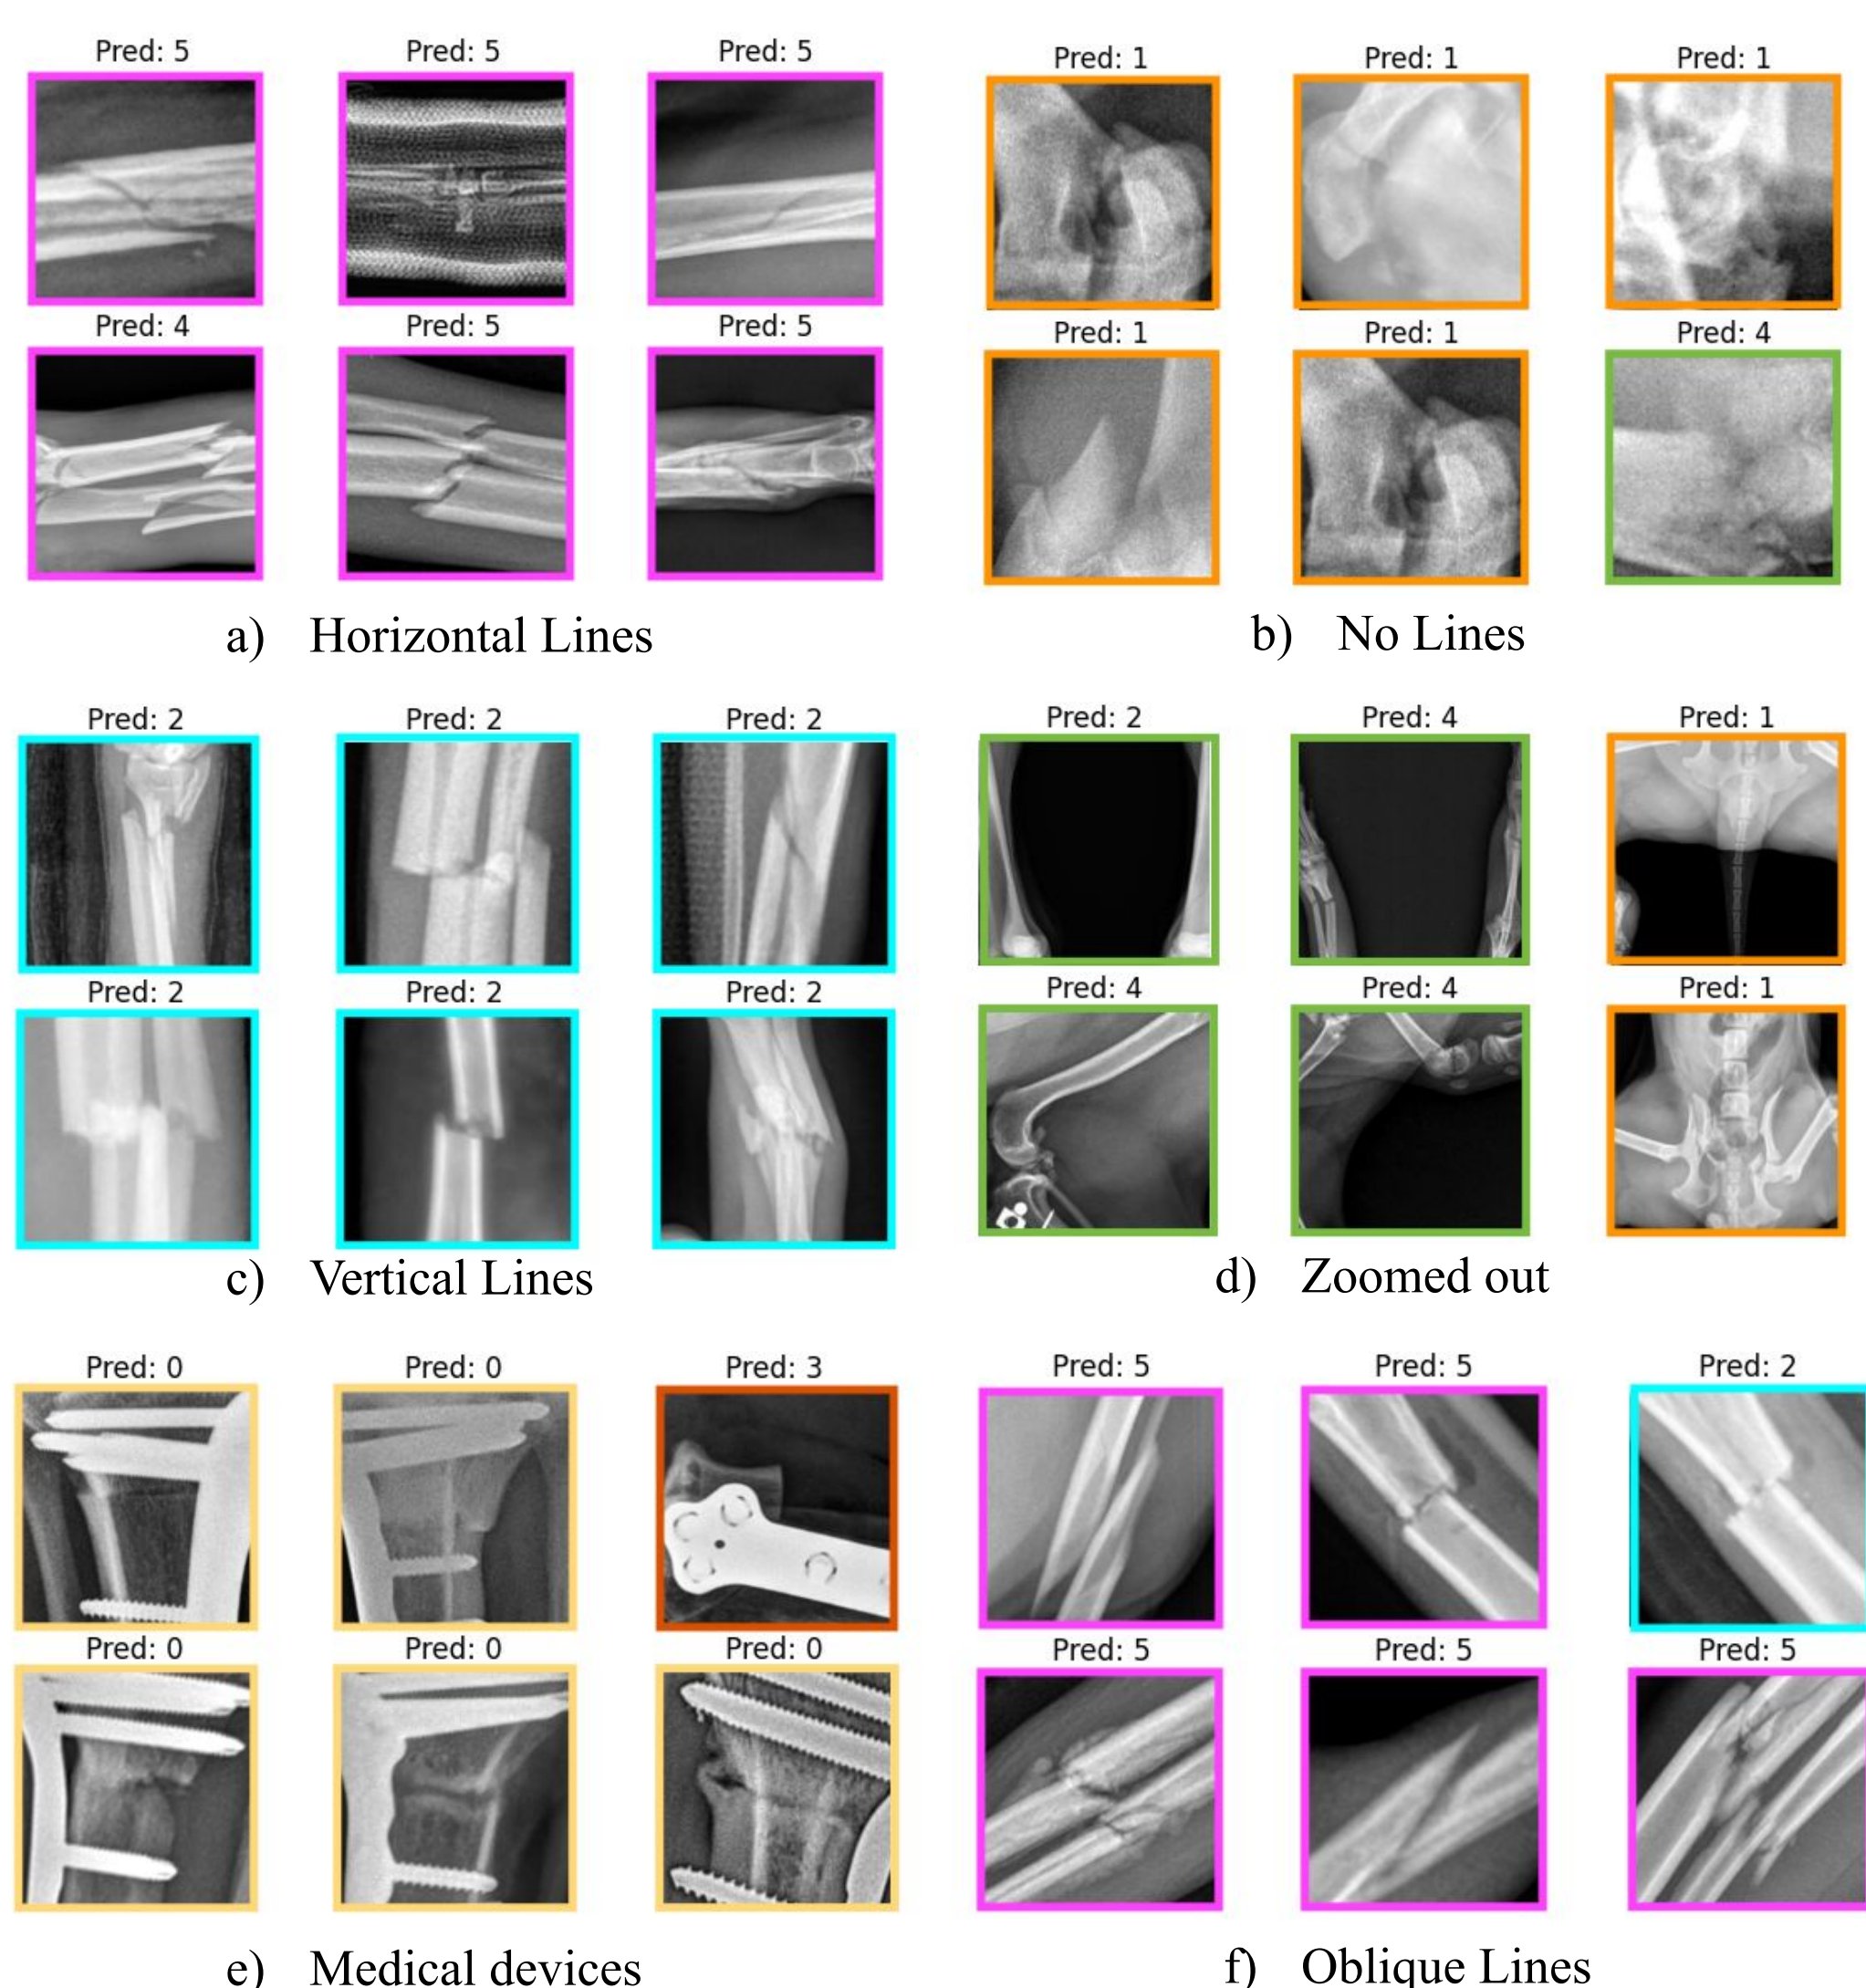 Pred: 5 Pred: 5 Pred: 5
Pred: 4 Pred: 5 Pred: 5
a) Horizontal Lines
Pred: 1 Pred: 1 Pred: 1
Pred: 1 Pred: 1 Pred: 4
b) No Lines
Pred: 2 Pred: 2 Pred: 2
Pred: 2 Pred: 2 Pred: 2
c) Vertical Lines
Pred: 2 Pred: 4 Pred: 1
Pred: 4 Pred: 4 Pred: 1
d) Zoomed out
Pred: 0 Pred: 0 Pred: 3
Pred: 0 Pred: 0 Pred: 0
e) Medical devices
Pred: 5 Pred: 5 Pred: 2
Pred: 5 Pred: 5 Pred: 5
f) Oblique Lines